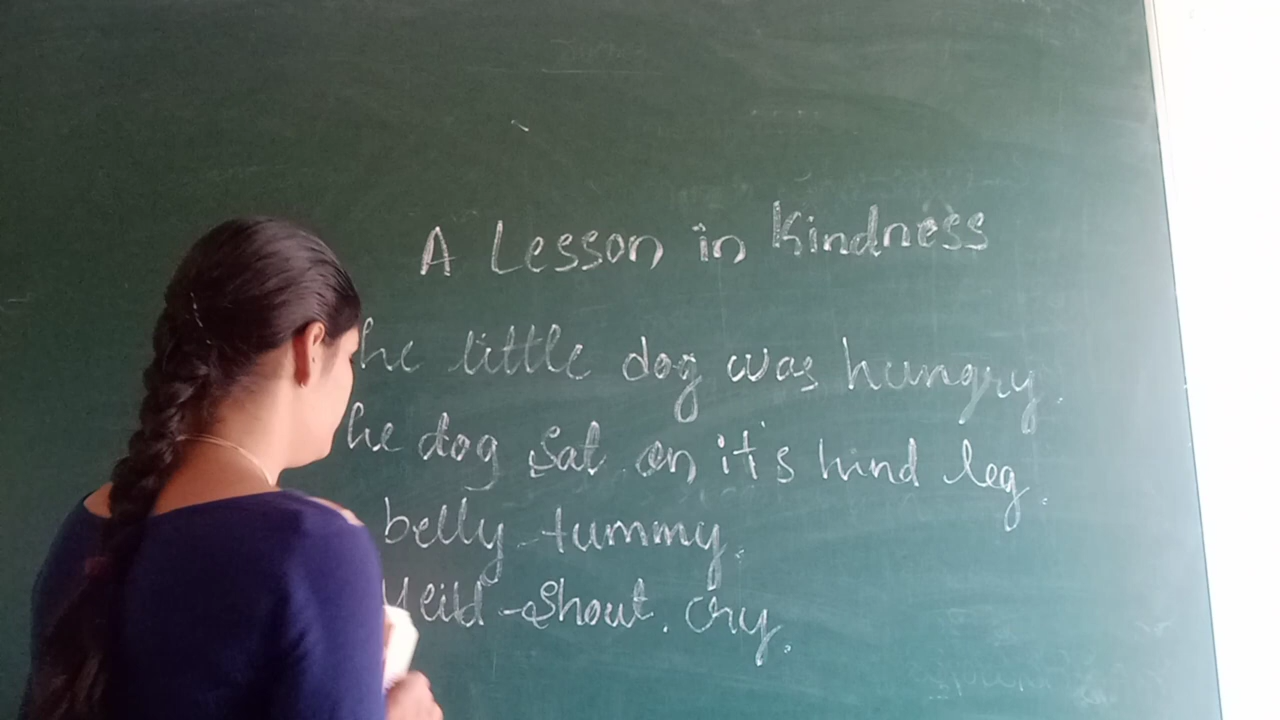 A Lesson in Kindness
he little dog was hungry.
he dog sat on it's hind leg.
belly - tummy.
- Shout. cry.